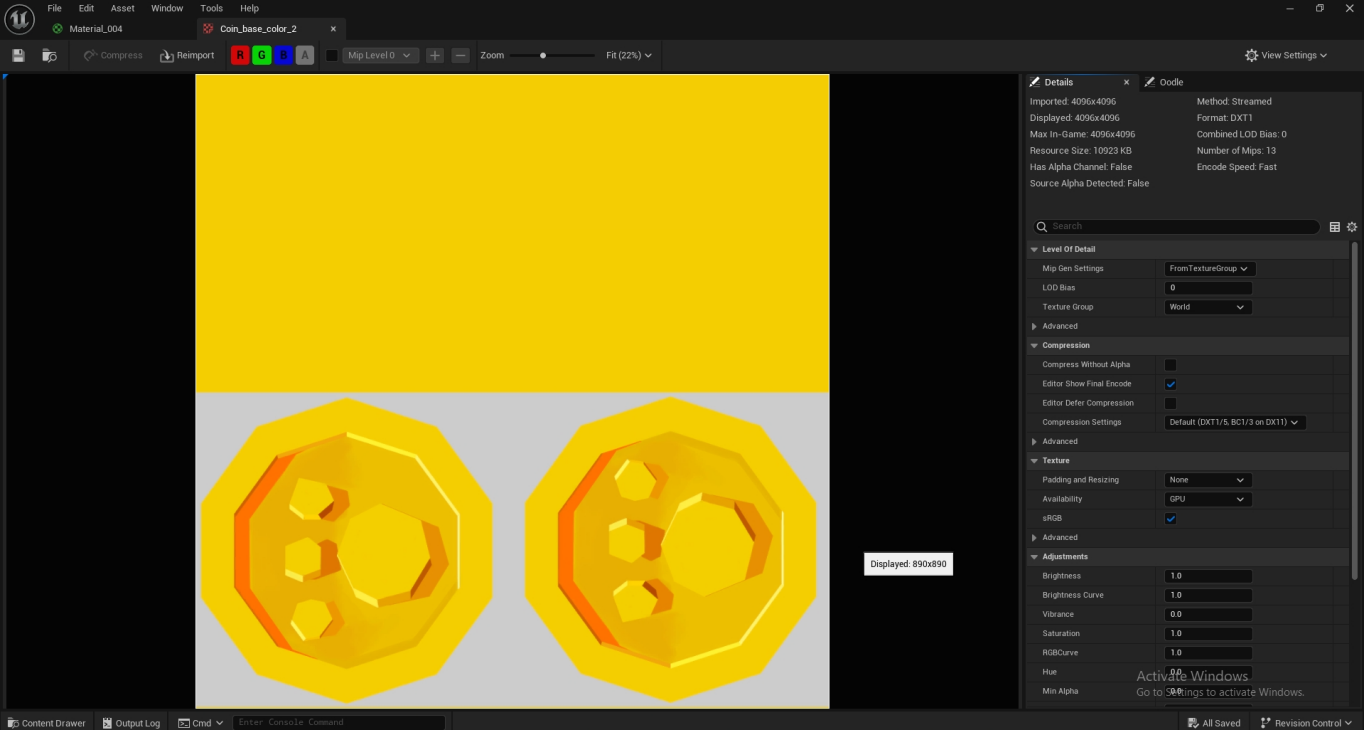 File Edit Asset Window Tools Help
Material_004 Coin_base_color_2
Compress Reimport R G B A Mip Level 0 Zoom Fit (22%) View Settings
Details Oodle
Imported: 4096x4096 Method: Streamed
Displayed: 4096x4096 Format: DXT1
Max In-Game: 4096x4096 Combined LOD Bias: 0
Resource Size: 10923 KB Number of Mips: 13
Has Alpha Channel: False Encode Speed: Fast
Source Alpha Detected: False
Search
Level Of Detail
Mip Gen Settings FromTextureGroup
LOD Bias 0
Texture Group World
Advanced
Compression
Compress Without Alpha
Editor Show Final Encode
Editor Defer Compression
Compression Settings Default (DXT1/5, BC1/3 on DX11)
Advanced
Texture
Padding and Resizing None
Availability GPU
sRGB
Advanced
Adjustments
Displayed: 890x890
Brightness 1.0
Brightness Curve 1.0
Vibrance 0.0
Saturation 1.0
RGBCurve 1.0
Hue 0.0
Min Alpha 0.0
Activate Windows
Go to Settings to activate Windows.
Content Drawer Output Log Cmd Enter Console Command All Saved Revision Control